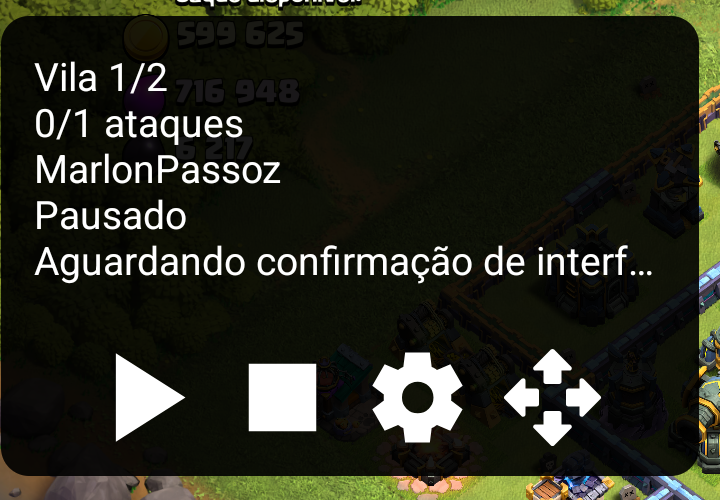 599 625
Vila 1/2
716 948
0/1 ataques
MarlonPassoz
Pausado
Aguardando confirmação de interf…